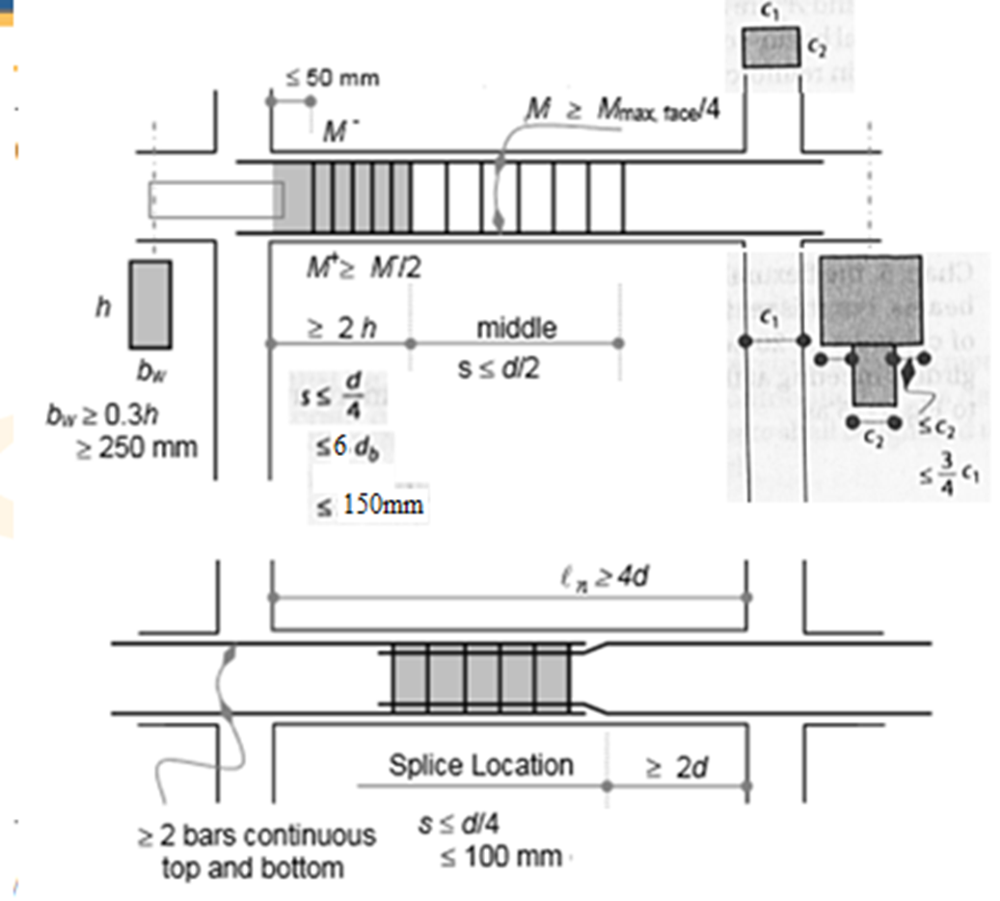 c₁
c₂
≤ 50 mm
M⁻
M ≥ Mmax, face/4
M⁺ ≥ M⁻/2
h
≥ 2 h
middle
s ≤ d/2
bw
bw ≥ 0.3h
≥ 250 mm
s ≤ d/4
≤6 db
≤ 150mm
c₁
c₂
≤ c₂
≤ 3/4 c₁
ℓn ≥ 4d
Splice Location
≥ 2d
≥ 2 bars continuous
top and bottom
s ≤ d/4
≤ 100 mm